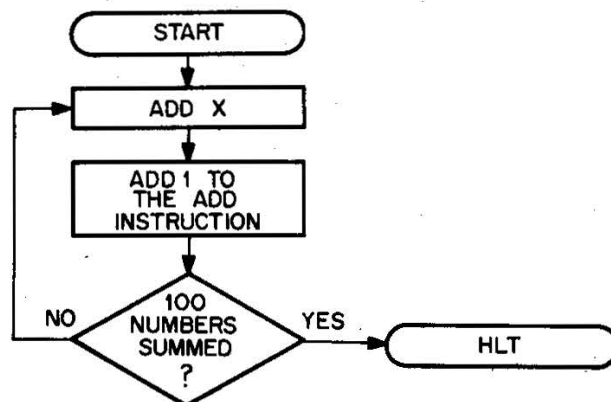 START
ADD X
ADD 1 TO
THE ADD
INSTRUCTION
100
NUMBERS
SUMMED
?
NO
YES
HLT